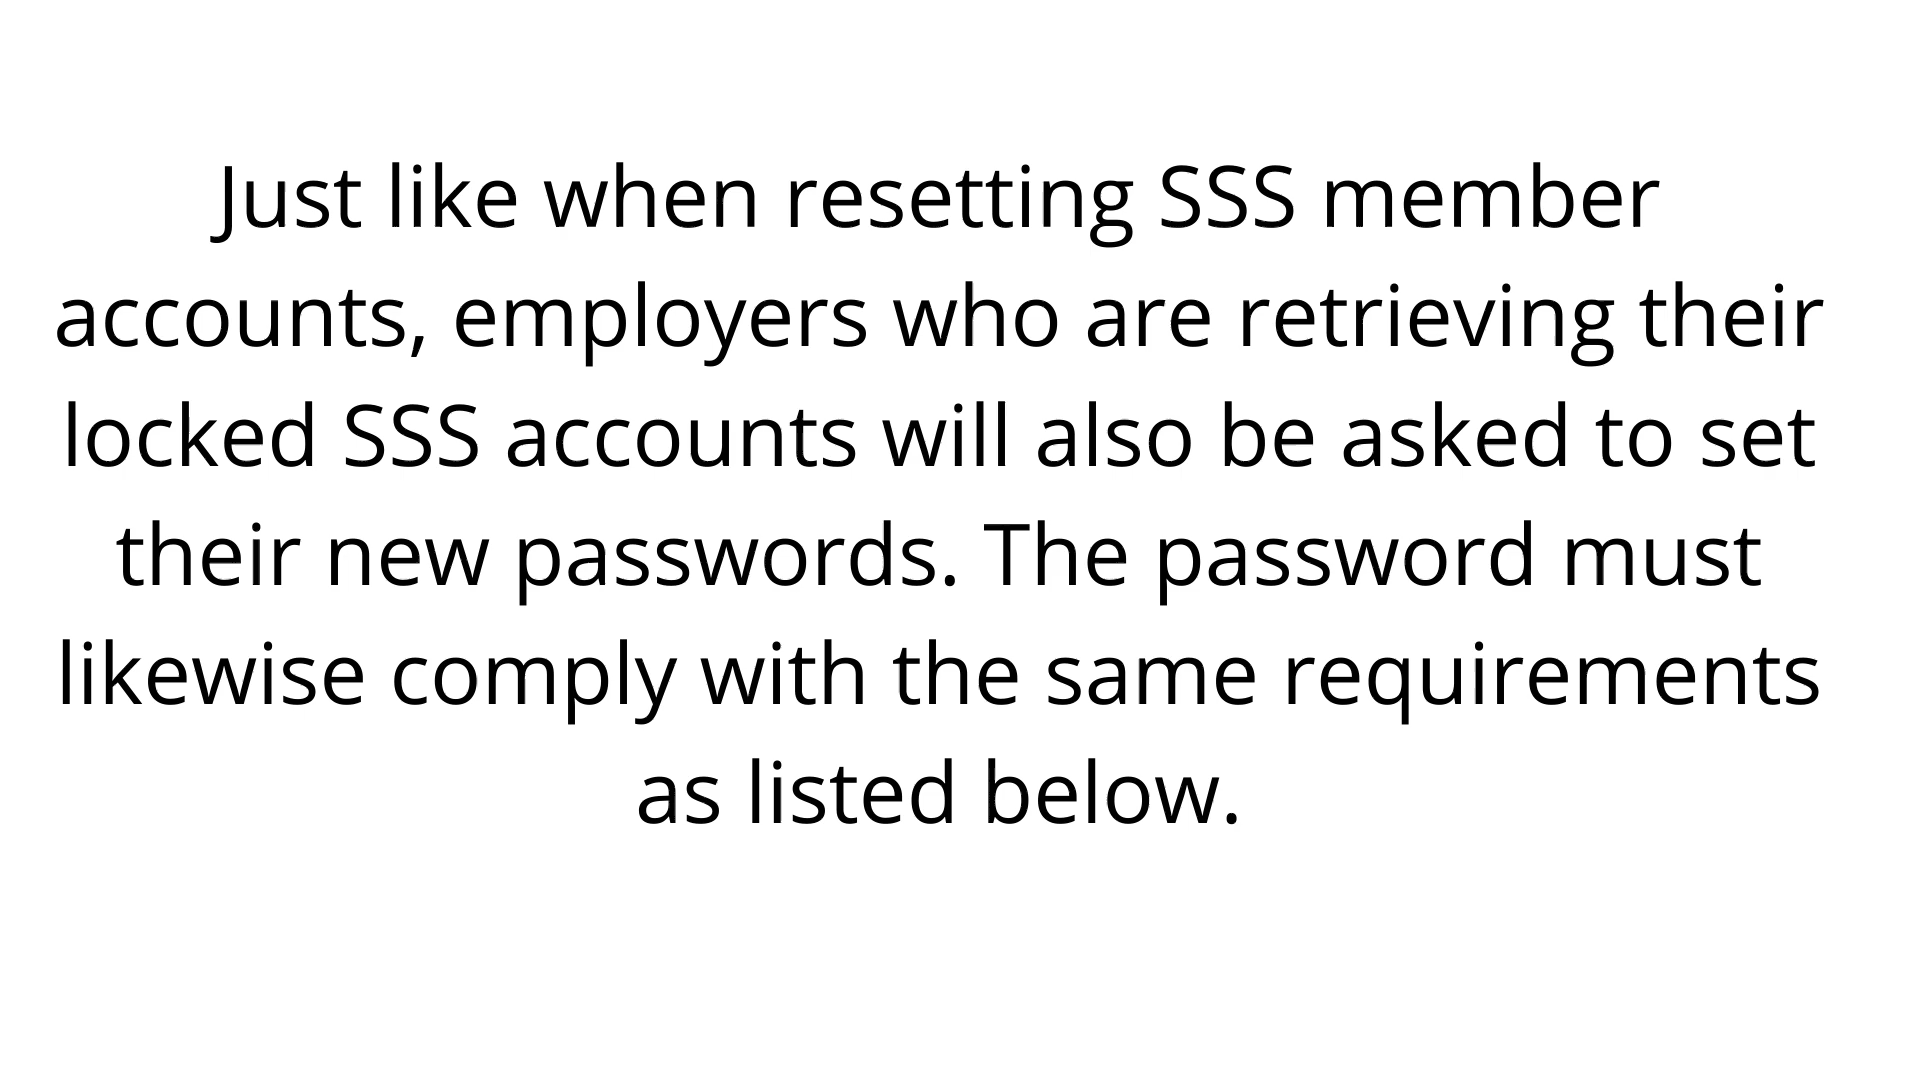 Just like when resetting SSS member
accounts, employers who are retrieving their
locked SSS accounts will also be asked to set
their new passwords. The password must
likewise comply with the same requirements
as listed below.